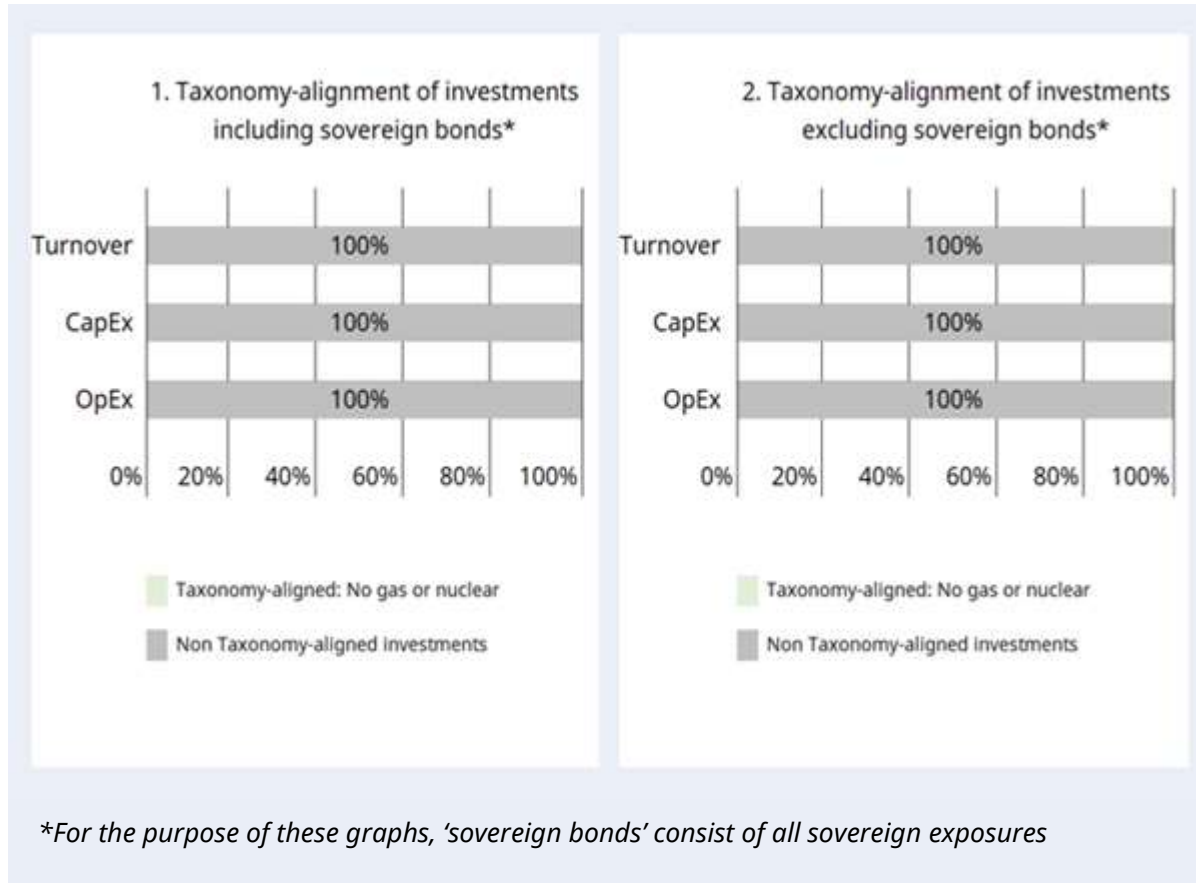 1. Taxonomy-alignment of investments
including sovereign bonds*
Turnover
100%
CapEx
100%
OpEx
100%
0% 20% 40% 60% 80% 100%
Taxonomy-aligned: No gas or nuclear
Non Taxonomy-aligned investments
2. Taxonomy-alignment of investments
excluding sovereign bonds*
Turnover
100%
CapEx
100%
OpEx
100%
0% 20% 40% 60% 80% 100%
Taxonomy-aligned: No gas or nuclear
Non Taxonomy-aligned investments
*For the purpose of these graphs, ‘sovereign bonds’ consist of all sovereign exposures